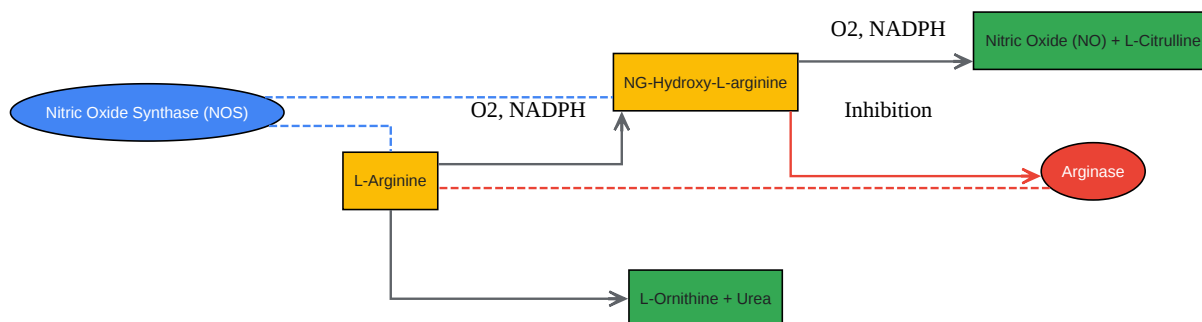 O2, NADPH
Nitric Oxide (NO) + L-Citrulline
NG-Hydroxy-L-arginine
Nitric Oxide Synthase (NOS)
O2, NADPH
Inhibition
L-Arginine
Arginase
L-Ornithine + Urea